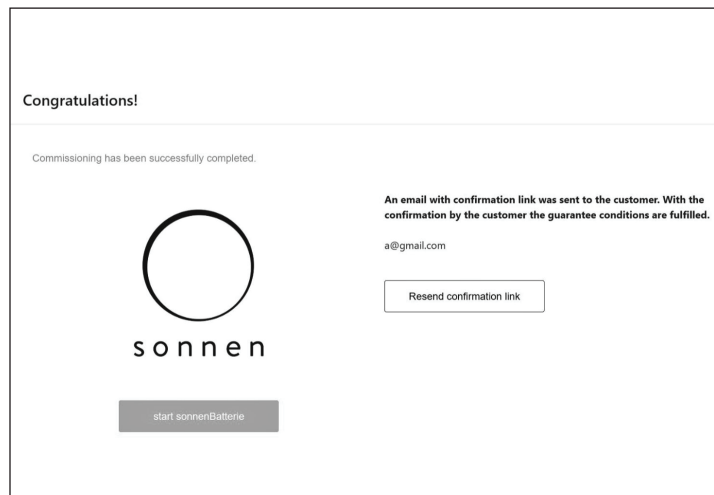 Congratulations!
Commissioning has been successfully completed.
An email with confirmation link was sent to the customer. With the
confirmation by the customer the guarantee conditions are fulfilled.
a@gmail.com
Resend confirmation link
sonnen
start sonnenBatterie